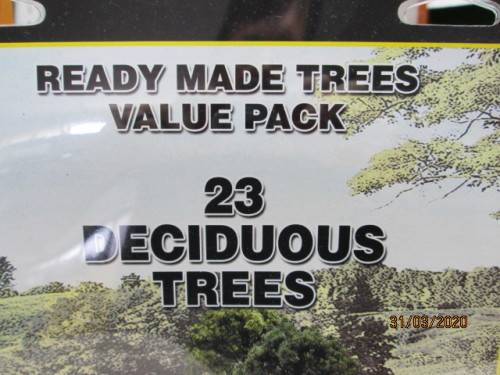 READY MADE TREES
VALUE PACK
23
DECIDUOUS
TREES
31/03/2020